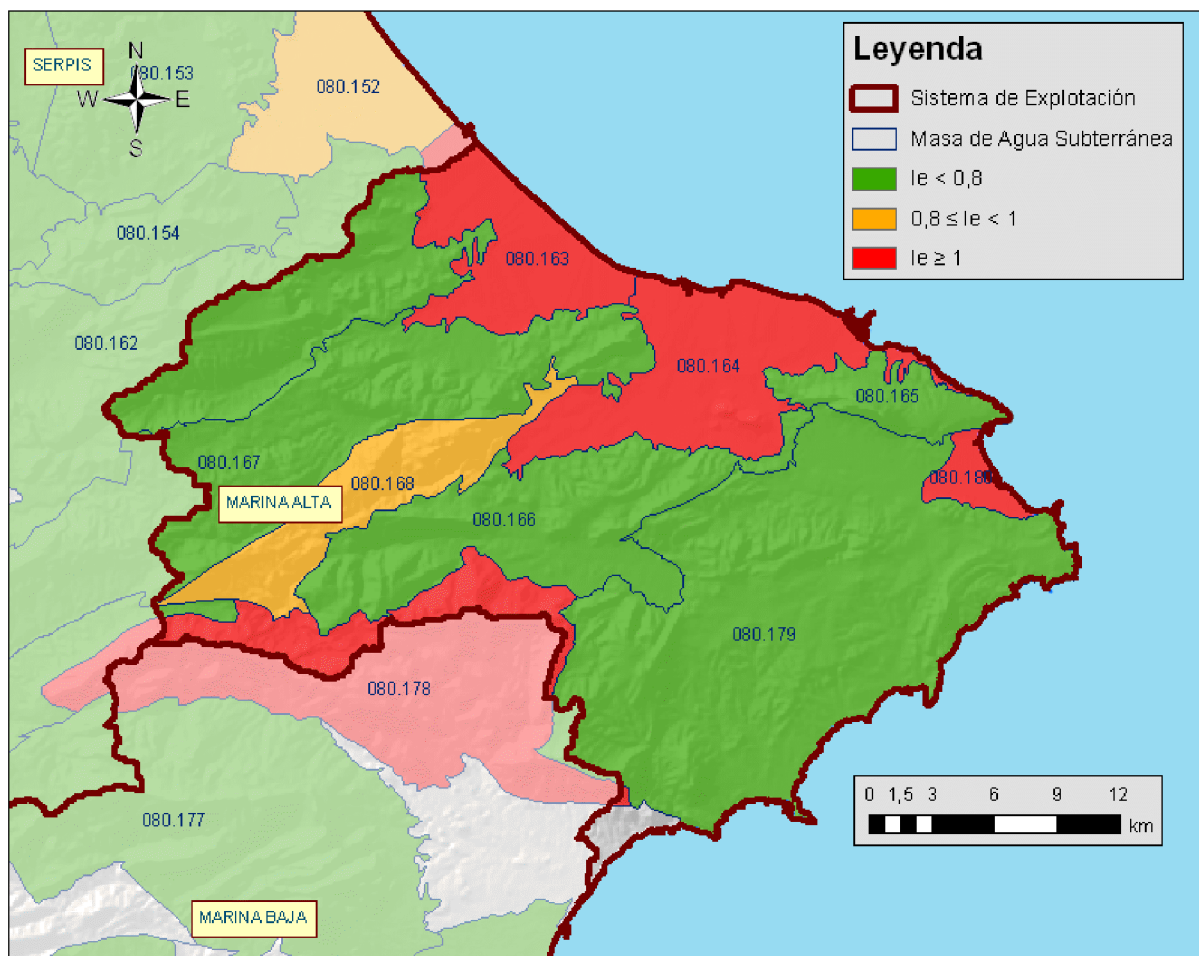 Leyenda
Sistema de Explotación
Masa de Agua Subterránea
Ie < 0,8
0,8 ≤ Ie < 1
Ie ≥ 1
SERPIS
N
W
E
S
080.153
080.152
080.154
080.162
080.163
080.164
080.165
080.167
080.168
MARINA ALTA
080.166
080.179
080.178
080.177
MARINA BAJA
0 1,5 3 6 9 12
km